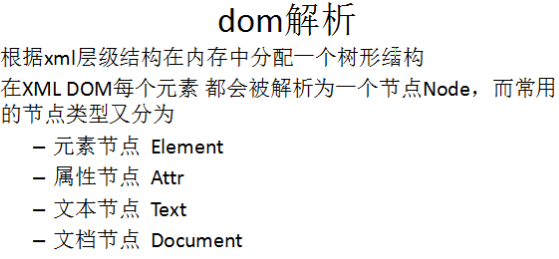 dom解析
根据xml层级结构在内存中分配一个树形结构
在XML DOM每个元素 都会被解析为一个节点Node，而常用
的节点类型又分为
– 元素节点 Element
– 属性节点 Attr
– 文本节点 Text
– 文档节点 Document